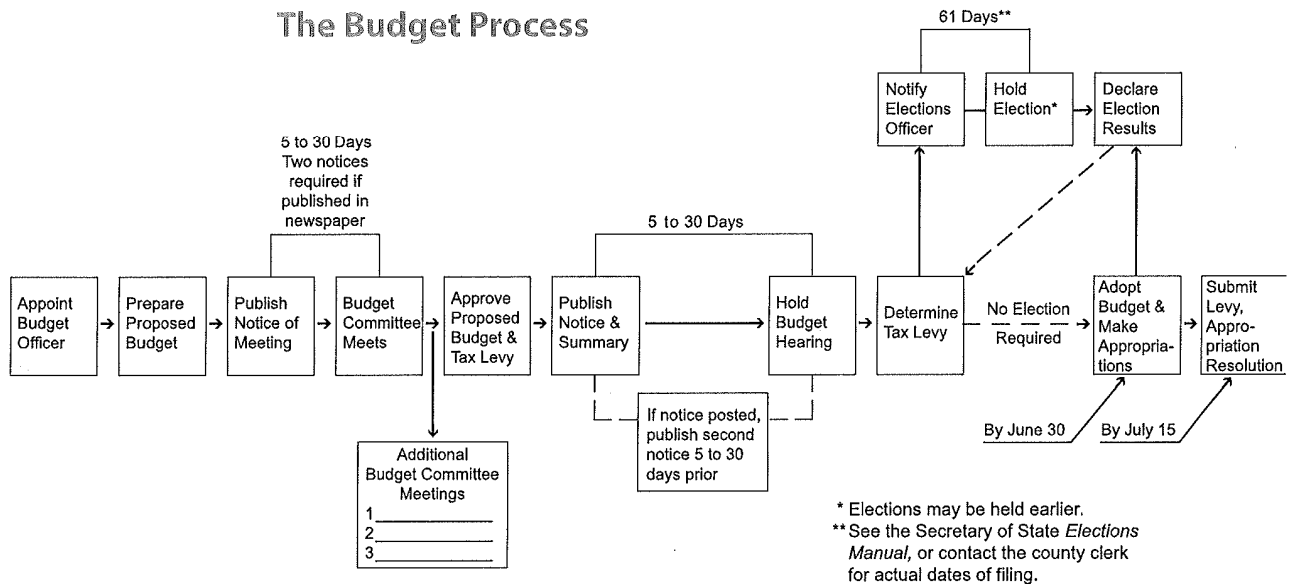 The Budget Process
61 Days**
Notify
Elections
Officer
Hold
Election*
Declare
Election
Results
5 to 30 Days
Two notices
required if
published in
newspaper
5 to 30 Days
Appoint
Budget
Officer
Prepare
Proposed
Budget
Publish
Notice of
Meeting
Budget
Committee
Meets
Approve
Proposed
Budget &
Tax Levy
Publish
Notice &
Summary
Hold
Budget
Hearing
Determine
Tax Levy
No Election
Required
Adopt
Budget &
Make
Appropria-
tions
Submit
Levy,
Appro-
priation
Resolution
If notice posted,
publish second
notice 5 to 30
days prior
By June 30
By July 15
Additional
Budget Committee
Meetings
1
2
3
* Elections may be held earlier.
** See the Secretary of State Elections
Manual, or contact the county clerk
for actual dates of filing.